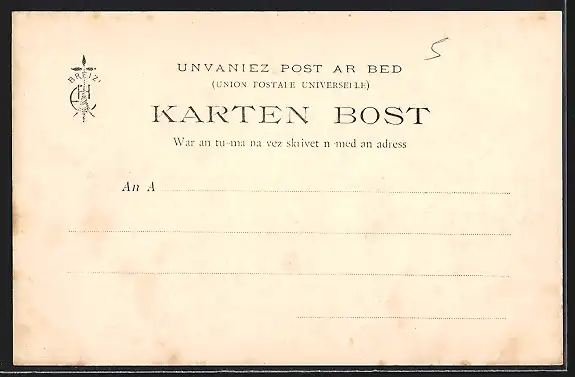 5
BREIZ
UNVANIEZ POST AR BED
(UNION POSTALE UNIVERSELLE)
KARTEN BOST
War an tu-ma na vez skrivet n med an adress
An A